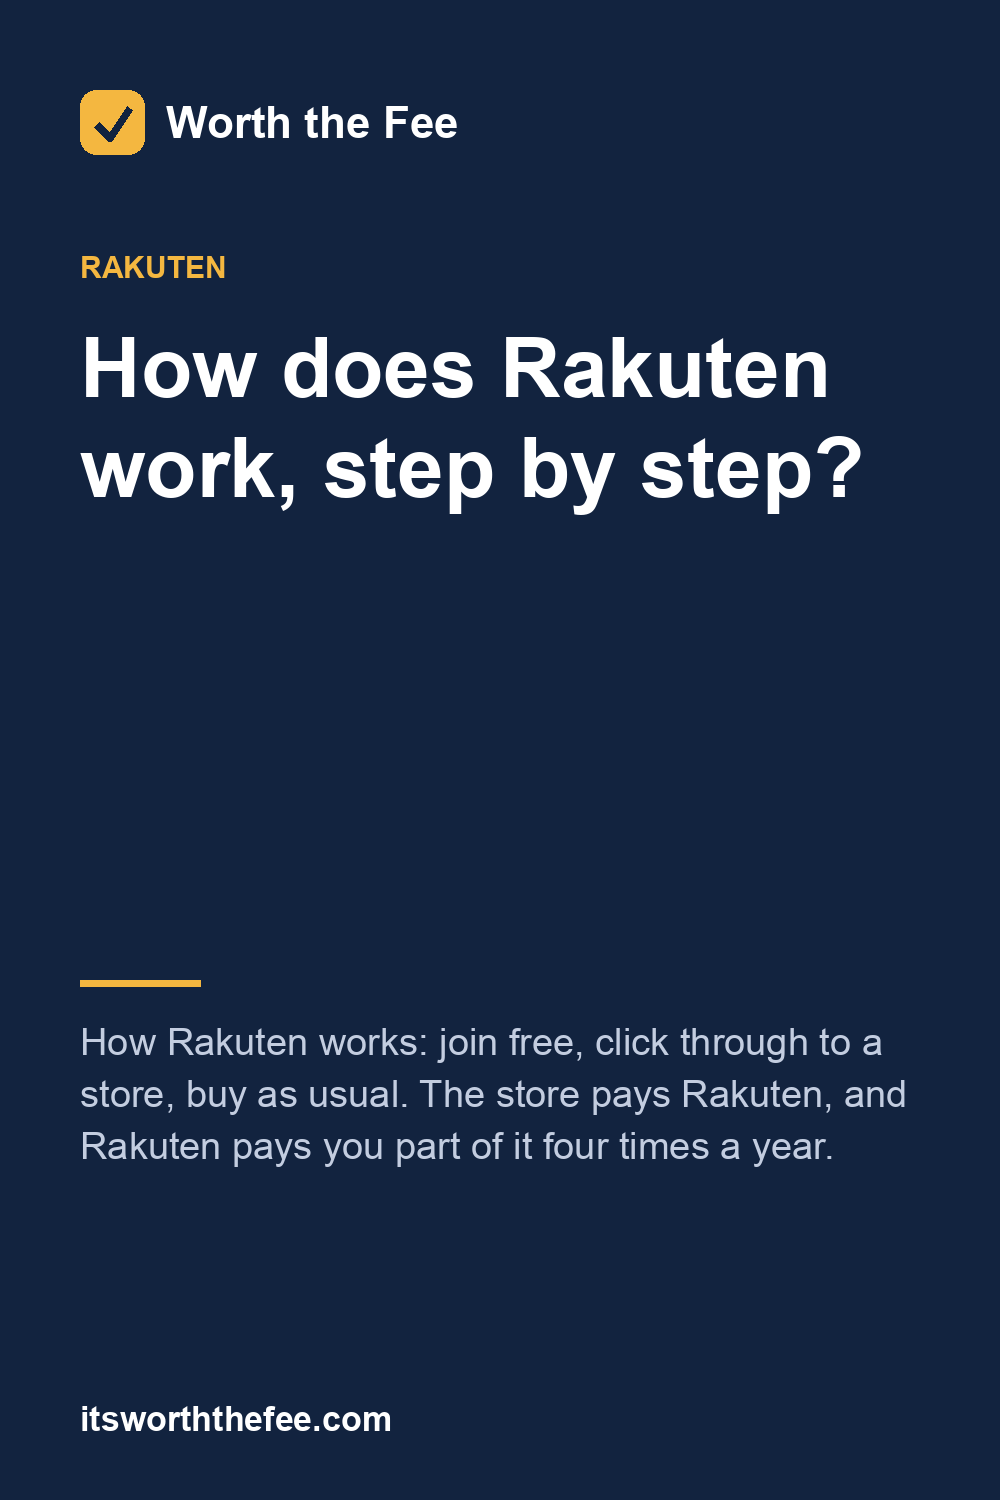 Worth the Fee
RAKUTEN
How does Rakuten
work, step by step?
How Rakuten works: join free, click through to a
store, buy as usual. The store pays Rakuten, and
Rakuten pays you part of it four times a year.
itsworththefee.com